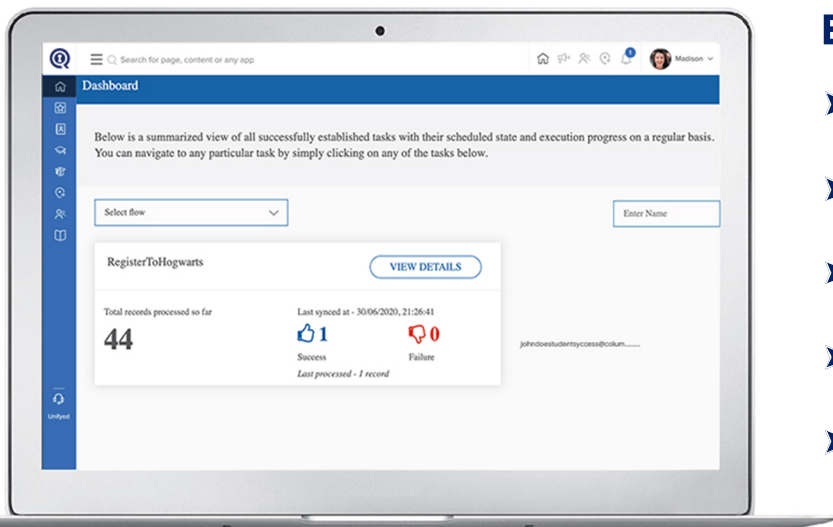 E
Search for page, content or any app
1
Madison
Dashboard
Below is a summarized view of all successfully established tasks with their scheduled state and execution progress on a regular basis.
You can navigate to any particular task by simply clicking on any of the tasks below.
Select flow
Enter Name
RegisterToHogwarts
VIEW DETAILS
Total records processed so far
Last synced at - 30/06/2020, 21:26:41
44
1
0
Success
Failure
Last processed - 1 record
johndoestudentsyccess@colum.........
Unifyed